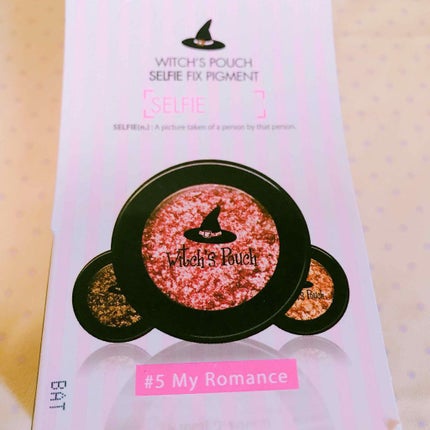 WITCH'S POUCH
SELFIE FIX PIGMENT
[SELFIE ]
SELFIE(n.) : A picture taken of a person by that person.
Witch's Pouch
Pouch
#5 My Romance